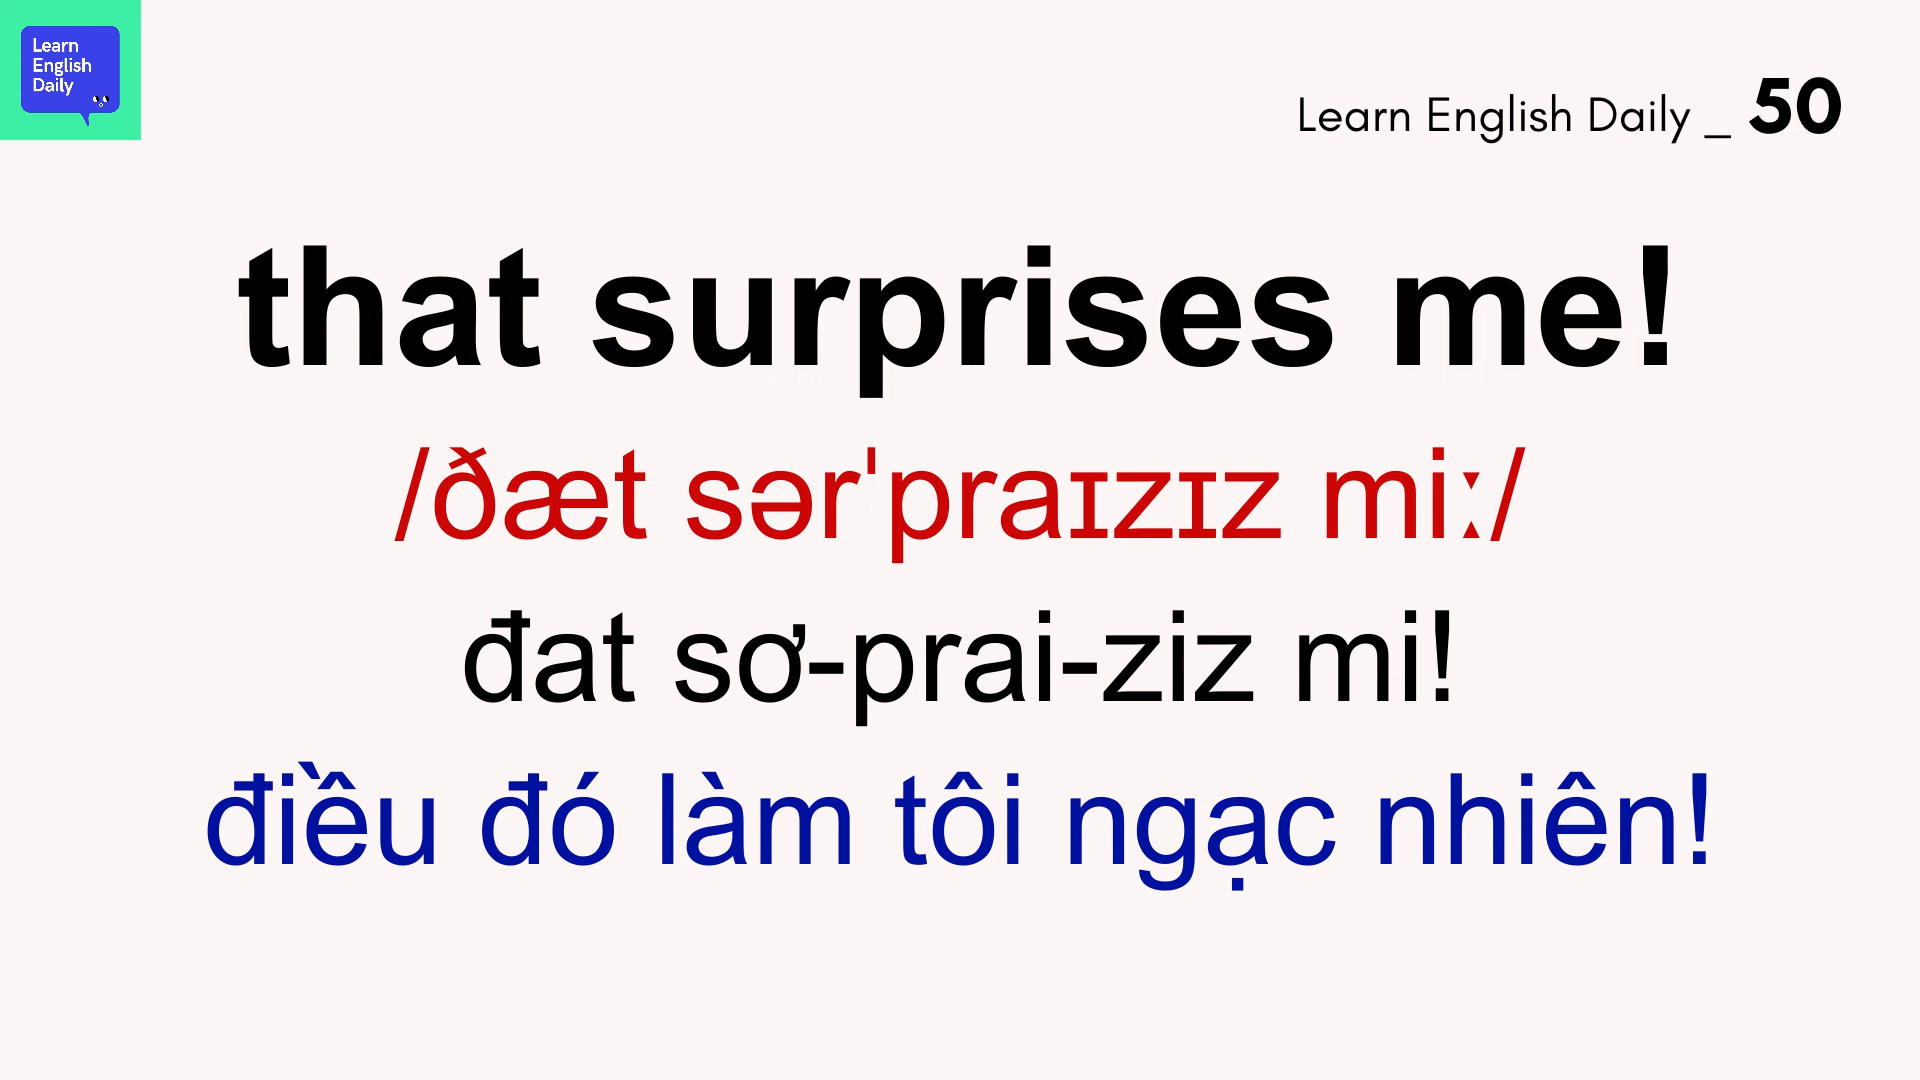 Learn
English
Daily
Learn English Daily _ 50
that surprises me!
/ðæt sərˈpraɪzɪz miː/
đat sơ-prai-ziz mi!
điều đó làm tôi ngạc nhiên!